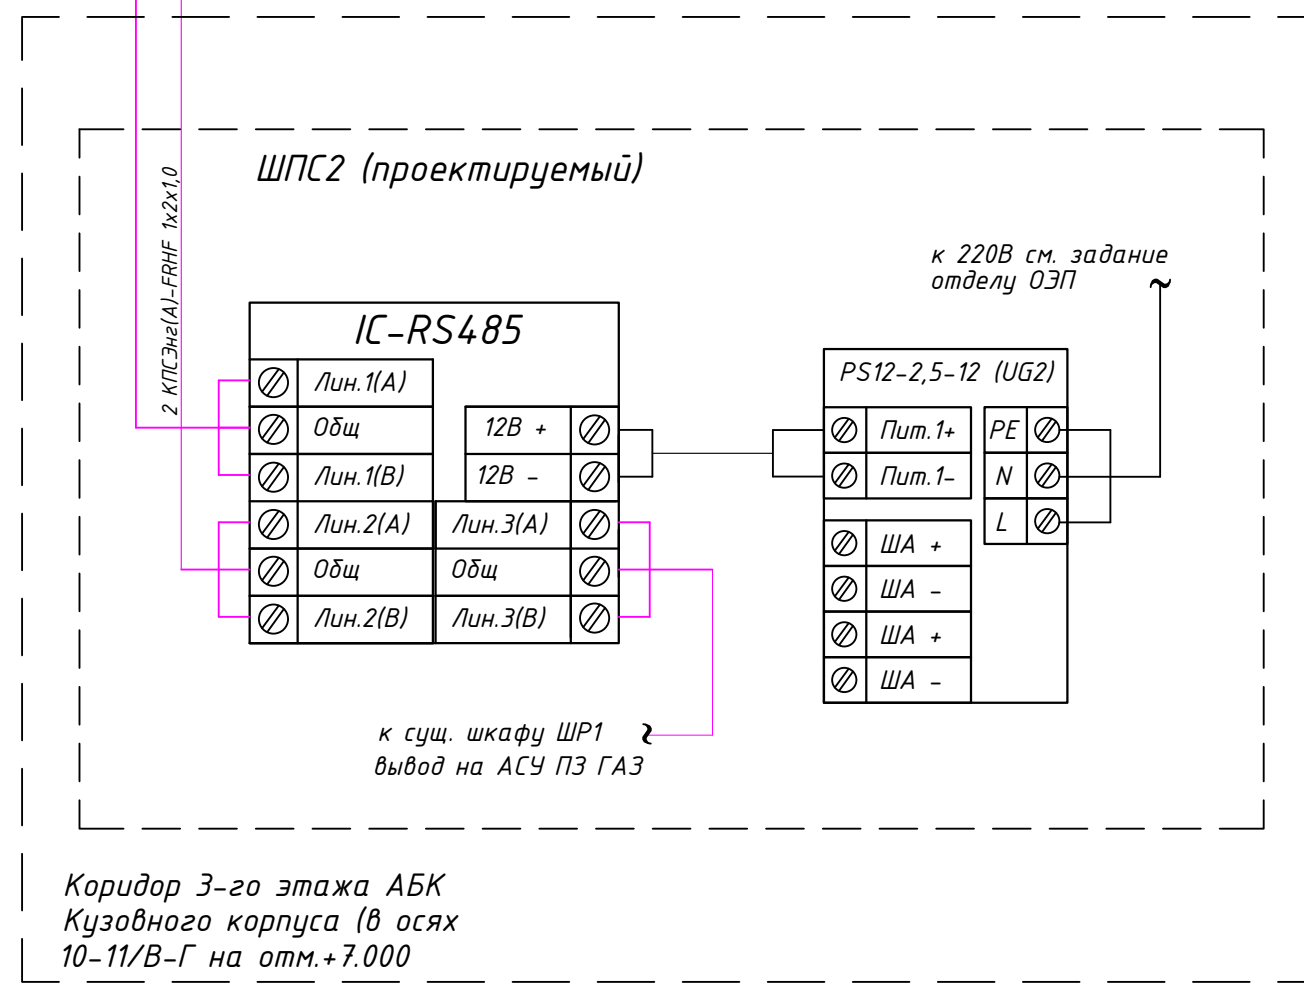 ШПС2 (проектируемый)
2 КПСЭнг(А)-FRHF 1х2х1,0
к 220В см. задание
отделу ОЭП
IC-RS485
Лин.1(А)
Общ
Лин.1(В)
Лин.2(А)
Общ
Лин.2(В)
12В +
12В -
Лин.3(А)
Общ
Лин.3(В)
PS12-2,5-12 (UG2)
Пит.1+
Пит.1-
ША +
ША -
ША +
ША -
PE
N
L
к сущ. шкафу ШР1
вывод на АСУ ПЗ ГАЗ
Коридор 3-го этажа АБК
Кузовного корпуса (в осях
10-11/В-Г на отм.+7.000